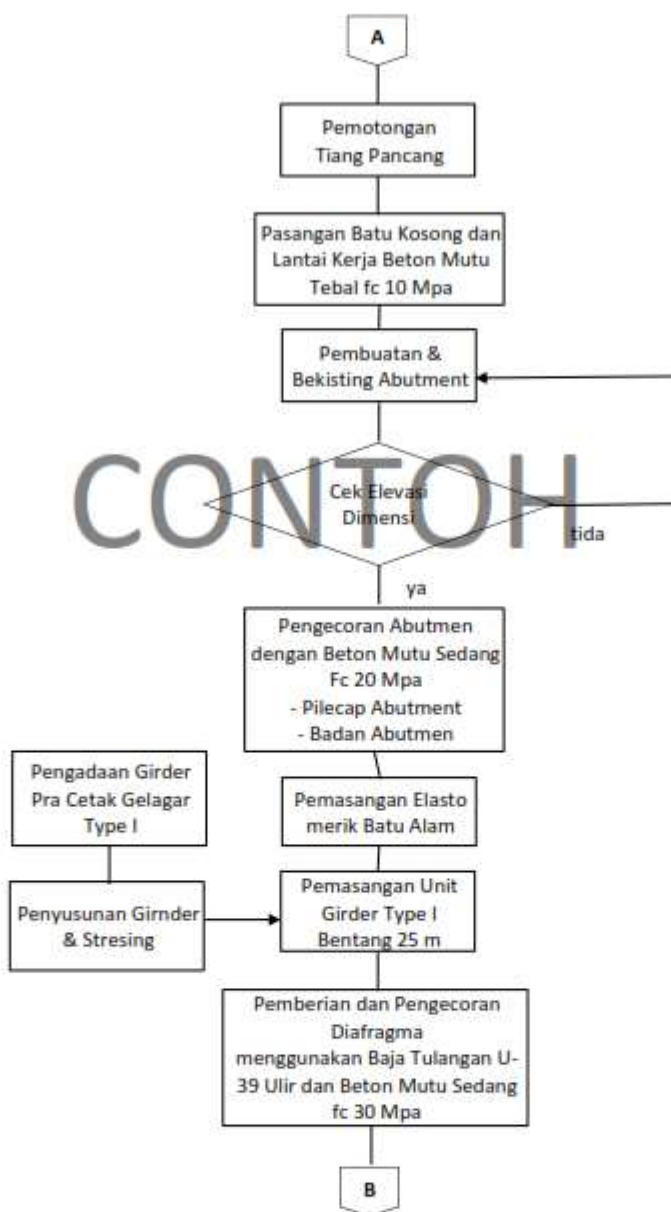 A
Pemotongan
Tiang Pancang
Pasangan Batu Kosong dan
Lantai Kerja Beton Mutu
Tebal fc 10 Mpa
Pembuatan &
Bekisting Abutment
CONTOH
Cek Elevasi
Dimensi
tida
ya
Pengecoran Abutmen
dengan Beton Mutu Sedang
Fc 20 Mpa
- Pilecap Abutment
- Badan Abutmen
Pengadaan Girder
Pra Cetak Gelagar
Type I
Pemasangan Elasto
merik Batu Alam
Penyusunan Girnder
& Stresing
Pemasangan Unit
Girder Type I
Bentang 25 m
Pemberian dan Pengecoran
Diafragma
menggunakan Baja Tulangan U-
39 Ulir dan Beton Mutu Sedang
fc 30 Mpa
B